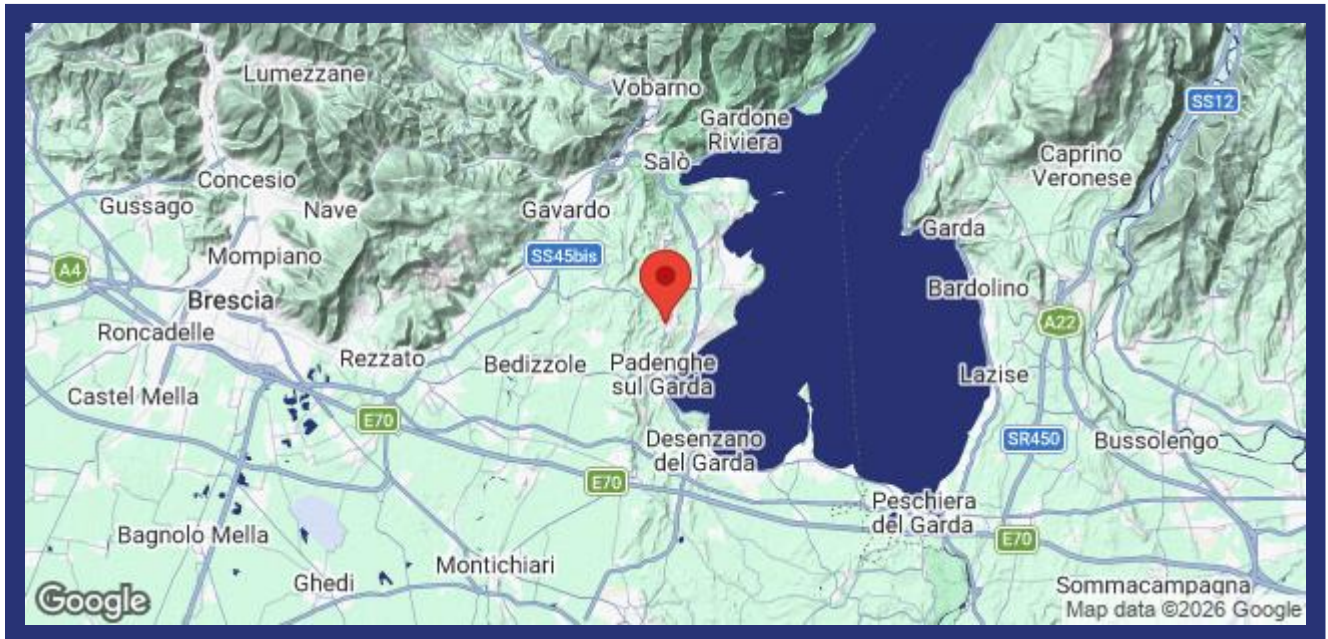 Lumezzane
Vobarno
SS12
Gardone
Riviera
Salò
Caprino
Veronese
Concesio
Gussago
Nave
Gavardo
Garda
Mompiano
SS45bis
A4
Bardolino
Brescia
A22
Roncadelle
Rezzato
Bedizzole
Padenghe
sul Garda
Lazise
Castel Mella
E70
Desenzano
del Garda
SR450
Bussolengo
E70
Peschiera
del Garda
Bagnolo Mella
E70
Montichiari
Ghedi
Sommacampagna
Google
Map data ©2026 Google